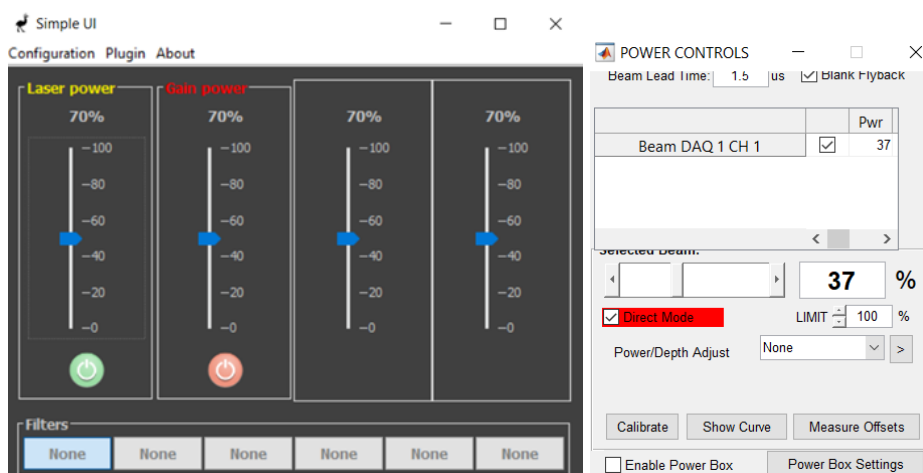 Simple UI
Configuration Plugin About
Laser power
Gain power
70%
70%
70%
70%
100
100
100
100
80
80
80
80
60
60
60
60
40
40
40
40
20
20
20
20
0
0
0
0
Filters
None
None
None
None
None
None
POWER CONTROLS
Beam Lead Time: 1.5 us Blank Flyback
Pwr
Beam DAQ 1 CH 1 37
Selected Beam:
37 %
Direct Mode LIMIT 100 %
Power/Depth Adjust None >
Calibrate Show Curve Measure Offsets
Enable Power Box Power Box Settings